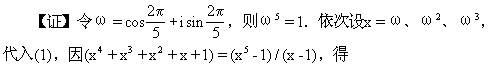 【证】令ω=cos2π/5+isin2π/5，则ω⁵=1．依次设x=ω、ω²、ω³，
代入(1)，因(x⁴+x³+x²+x+1)=(x⁵-1)/(x-1)，得